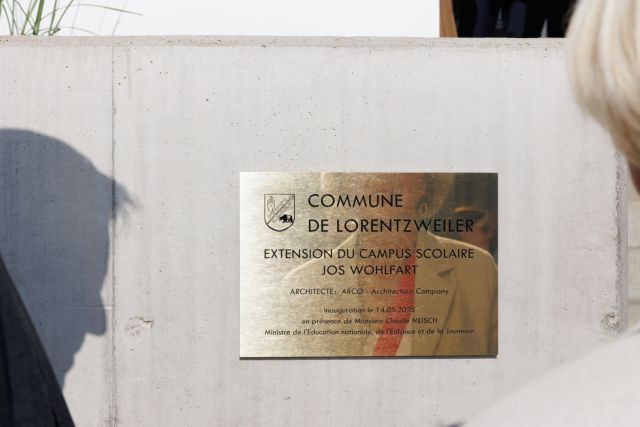 COMMUNE
DE LORENTZWEILER
EXTENSION DU CAMPUS SCOLAIRE
JOS WOHLFART
ARCHITECTE: ARCO - Architecture Company
Inauguration le 14.05.2025
en présence de Monsieur Claude MEISCH
Ministre de l'Éducation nationale, de l'Enfance et de la Jeunesse